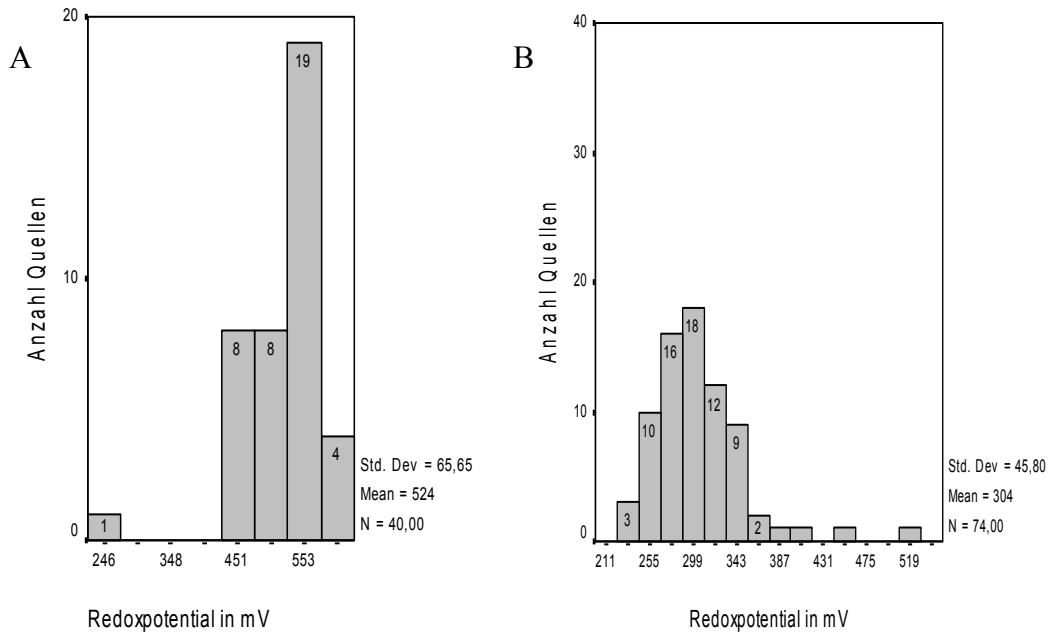 A
Anzahl Quellen
20
10
0
1
8
8
19
4
246
348
451
553
Redoxpotential in mV
Std. Dev = 65,65
Mean = 524
N = 40,00
B
Anzahl Quellen
40
30
20
10
0
3
10
16
18
12
9
2
211
255
299
343
387
431
475
519
Redoxpotential in mV
Std. Dev = 45,80
Mean = 304
N = 74,00